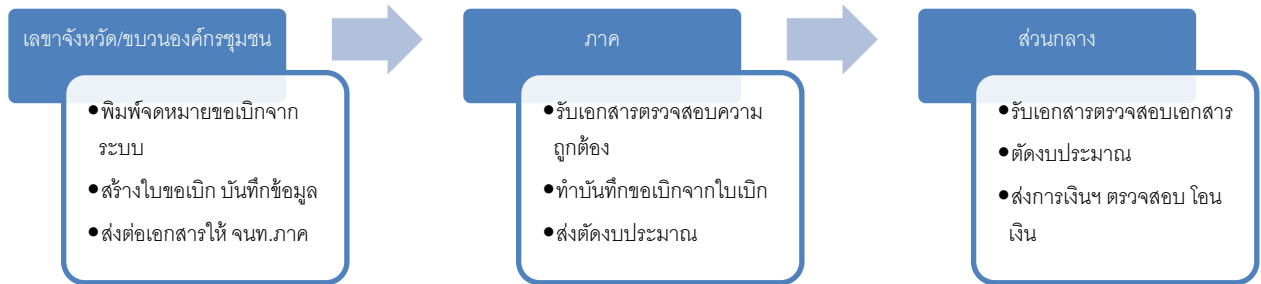 เลขาจังหวัด/ขบวนองค์กรชุมชน
•พิมพ์จดหมายขอเบิกจาก
ระบบ
•สร้างใบขอเบิก บันทึกข้อมูล
•ส่งต่อเอกสารให้ จนท.ภาค
ภาค
•รับเอกสารตรวจสอบความ
ถูกต้อง
•ทำบันทึกขอเบิกจากใบเบิก
•ส่งตัดงบประมาณ
ส่วนกลาง
•รับเอกสารตรวจสอบเอกสาร
•ตัดงบประมาณ
•ส่งการเงินฯ ตรวจสอบ โอน
เงิน